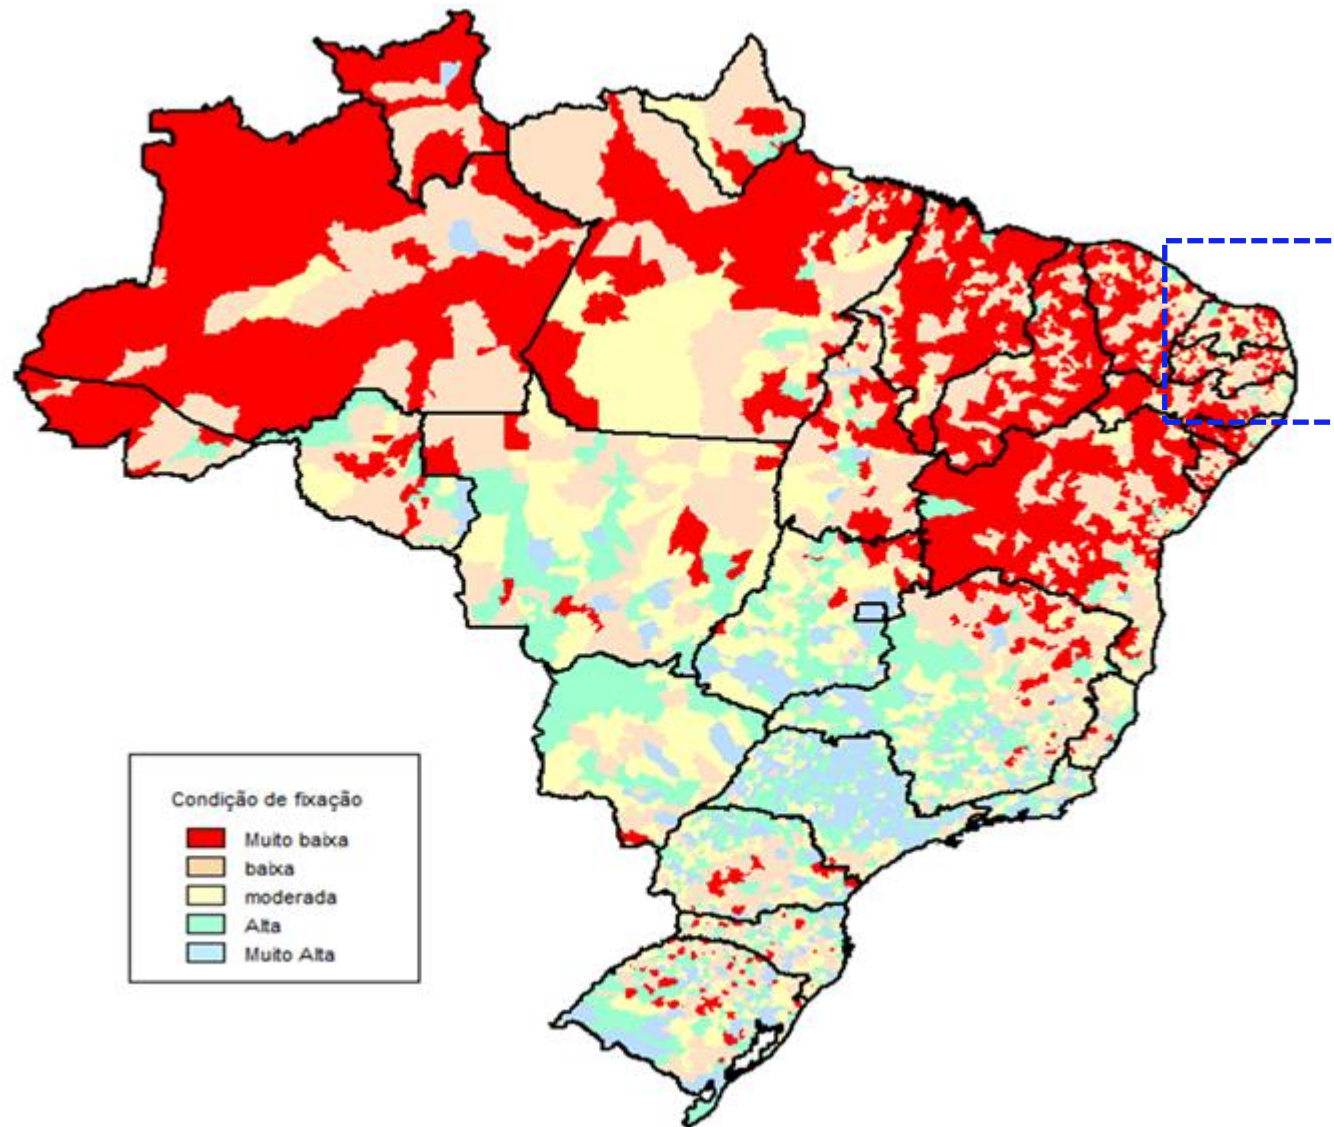 Condição de fixação
Muito baixa
baixa
moderada
Alta
Muito Alta